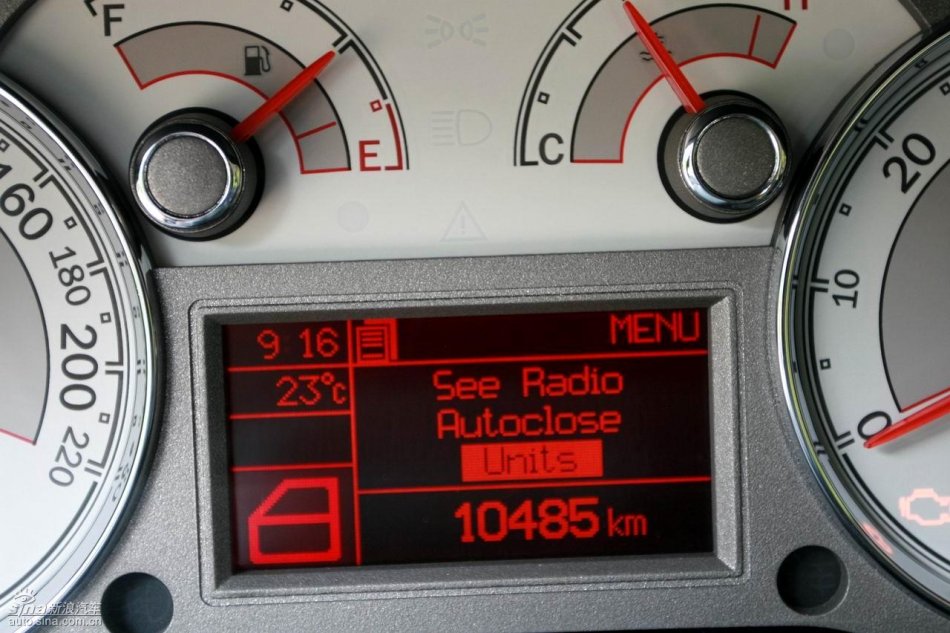 F
E
C
H
160
180
200
220
20
10
0
9 16
MENU
23°c
See Radio
Autoclose
Units
10485 km
sina新浪汽车
auto.sina.com.cn